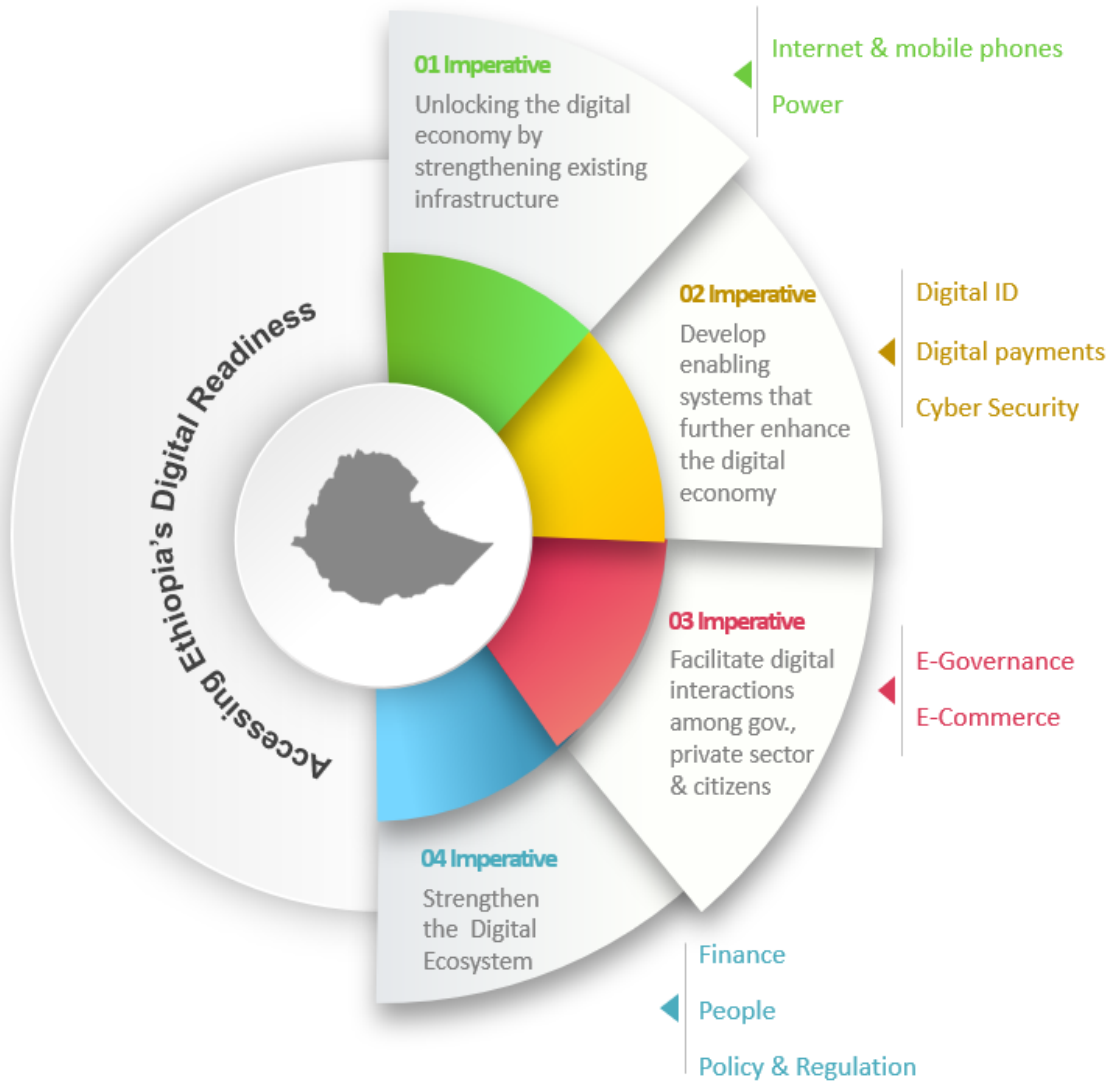 Accessing Ethiopia's Digital Readiness
01 Imperative
Unlocking the digital
economy by
strengthening existing
infrastructure
Internet & mobile phones
Power
02 Imperative
Develop
enabling
systems that
further enhance
the digital
economy
Digital ID
Digital payments
Cyber Security
03 Imperative
Facilitate digital
interactions
among gov.,
private sector
& citizens
E-Governance
E-Commerce
04 Imperative
Strengthen
the Digital
Ecosystem
Finance
People
Policy & Regulation